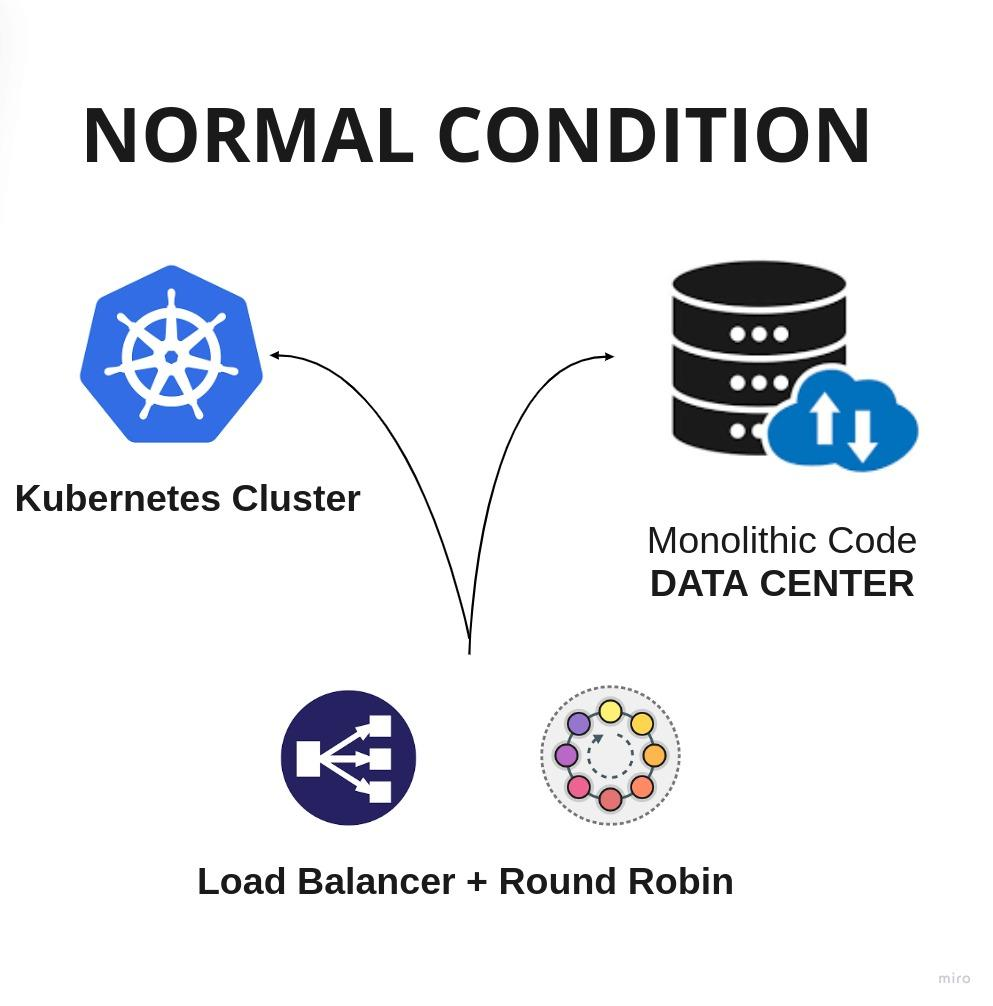 NORMAL CONDITION
Kubernetes Cluster
Monolithic Code
DATA CENTER
Load Balancer + Round Robin
miro